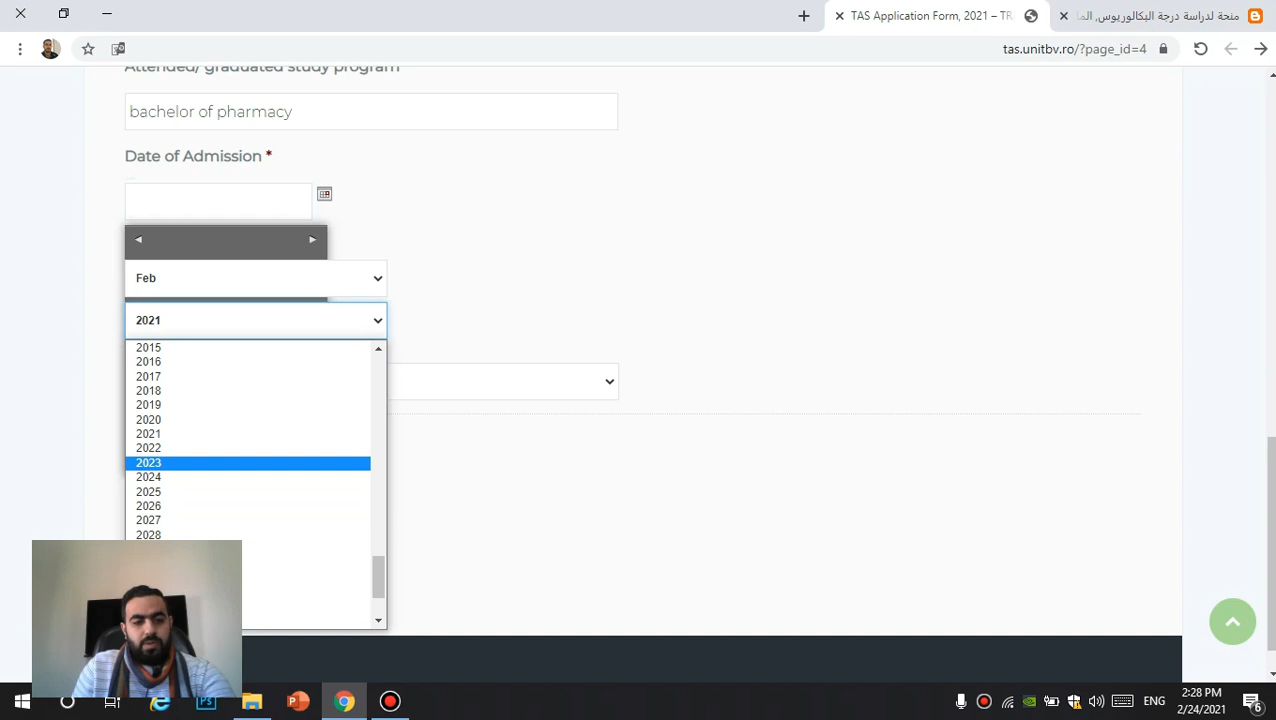 TAS Application Form, 2021 – TR
منحة لدراسة درجة البكالوريوس, الما
tas.unitbv.ro/?page_id=4
Attended/ graduated study program
bachelor of pharmacy
Date of Admission *
Feb
2021
2015
2016
2017
2018
2019
2020
2021
2022
2023
2024
2025
2026
2027
2028
ENG
2:28 PM
2/24/2021
6